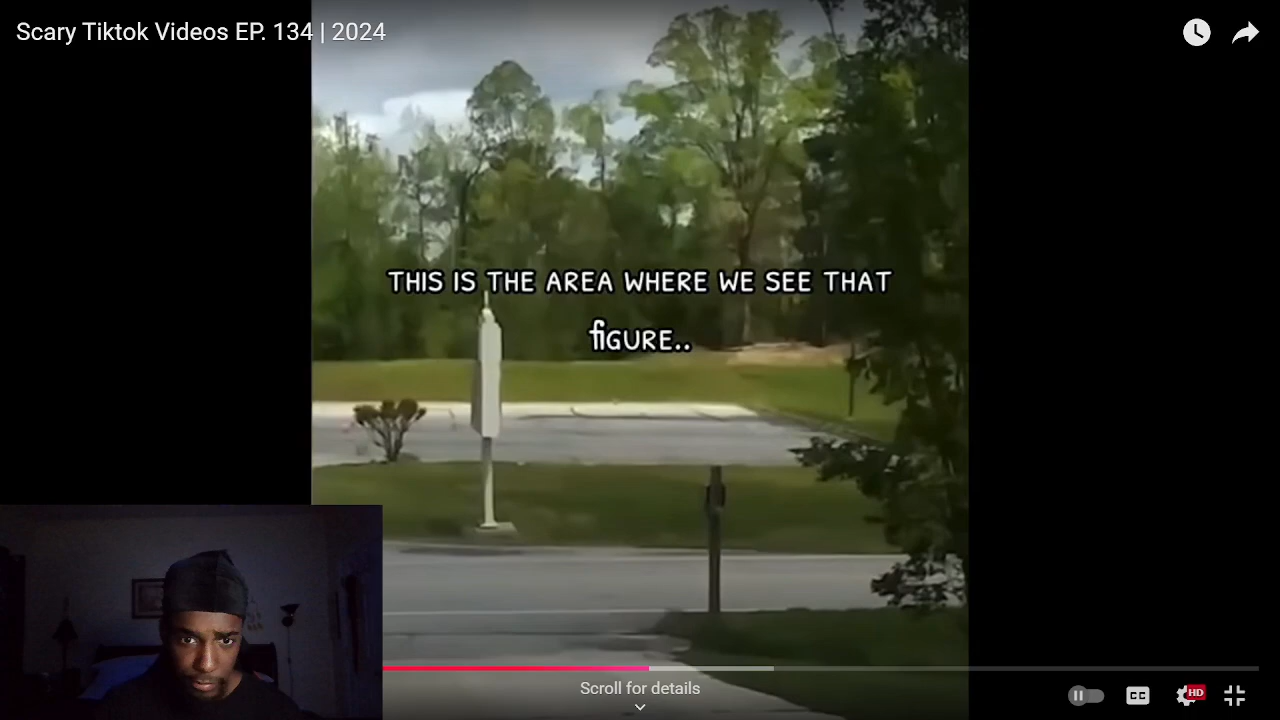 Scary Tiktok Videos EP. 134 | 2024
THIS IS THE AREA WHERE WE SEE THAT
fiGURE..
Scroll for details
CC
HD